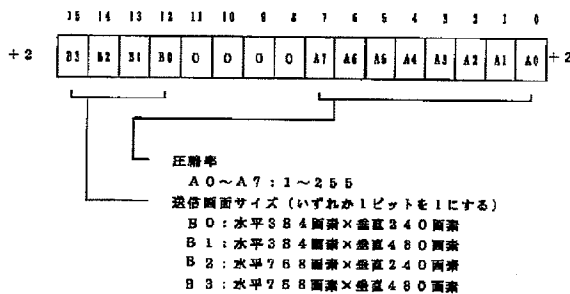 15 14 13 12 11 10 9 8 7 6 5 4 3 2 1 0
+2 B3 B2 B1 B0 0 0 0 0 A7 A6 A5 A4 A3 A2 A1 A0 +2
圧縮率
A0~A7:1~255
送信画面サイズ(いずれか1ビットを1にする)
B0:水平384画素×垂直240画素
B1:水平384画素×垂直480画素
B2:水平768画素×垂直240画素
B3:水平768画素×垂直480画素